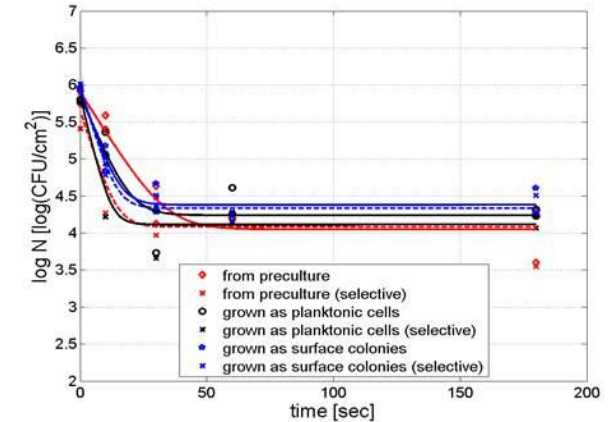 7
6.5
6
5.5
5
4.5
4
3.5
3
2.5
2
log N [log(CFU/cm²)]
from preculture
from preculture (selective)
grown as planktonic cells
grown as planktonic cells (selective)
grown as surface colonies
grown as surface colonies (selective)
0 50 100 150 200
time [sec]